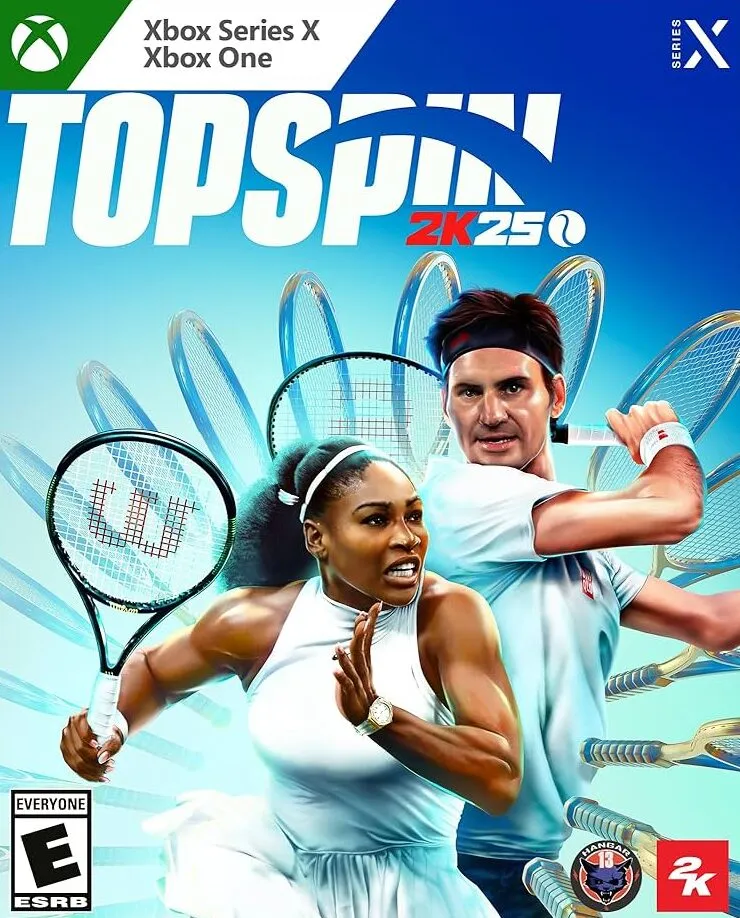 Xbox Series X
Xbox One
SERIES X
TOPSPIN
2K25
W
EVERYONE
E
ESRB
HANGAR
13
2K